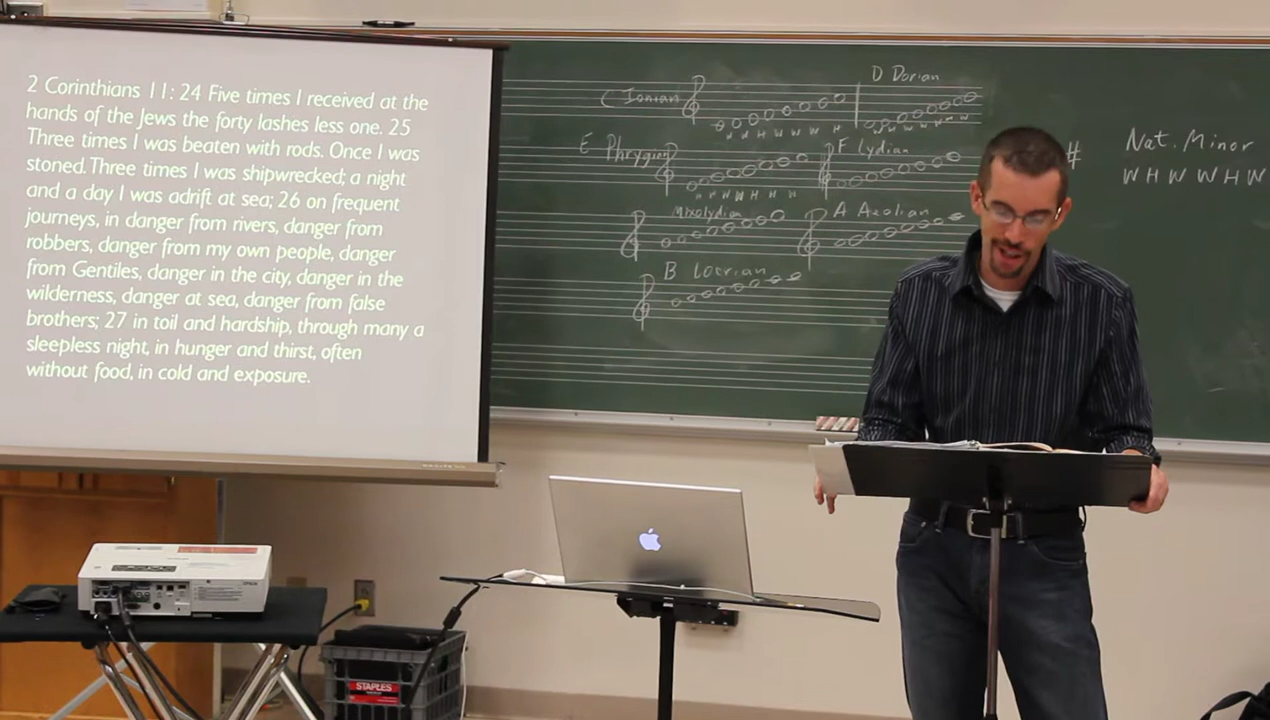 2 Corinthians 11: 24 Five times I received at the
hands of the Jews the forty lashes less one. 25
Three times I was beaten with rods. Once I was
stoned. Three times I was shipwrecked; a night
and a day I was adrift at sea; 26 on frequent
journeys, in danger from rivers, danger from
robbers, danger from my own people, danger
from Gentiles, danger in the city, danger in the
wilderness, danger at sea, danger from false
brothers; 27 in toil and hardship, through many a
sleepless night, in hunger and thirst, often
without food, in cold and exposure.
C Ionian
D Dorian
E Phrygian
F Lydian
Mixolydian
A Aeolian
B Locrian
#
Nat. Minor
W H W W H W
STAPLES